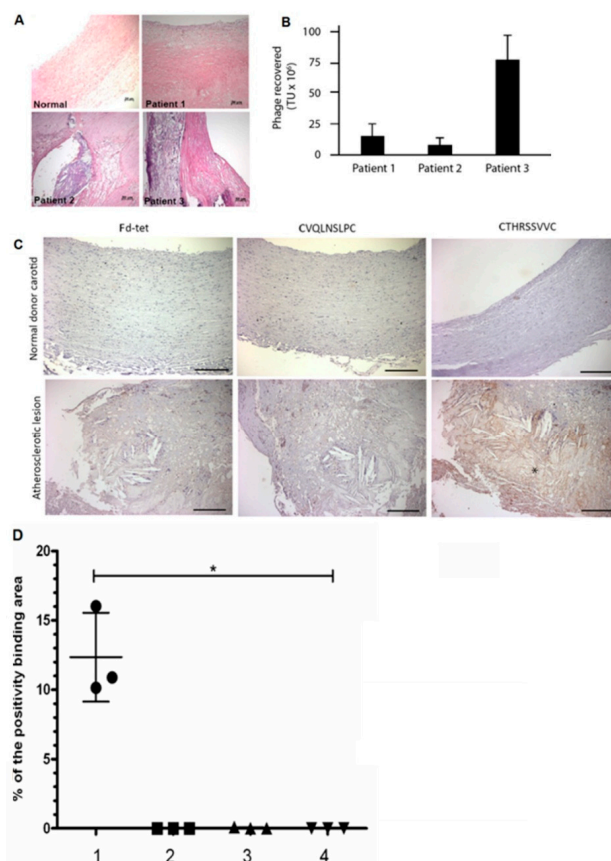 A
Normal
Patient 1
Patient 2
Patient 3
B
Phage recovered
(TU x 10⁶)
100
75
50
25
0
Patient 1
Patient 2
Patient 3
C
Fd-tet
CVQLNSLPC
CTHRSSVVC
Normal donor carotid
Atherosclerotic lesion
*
D
% of the positivity binding area
20
15
10
5
0
*
1
2
3
4